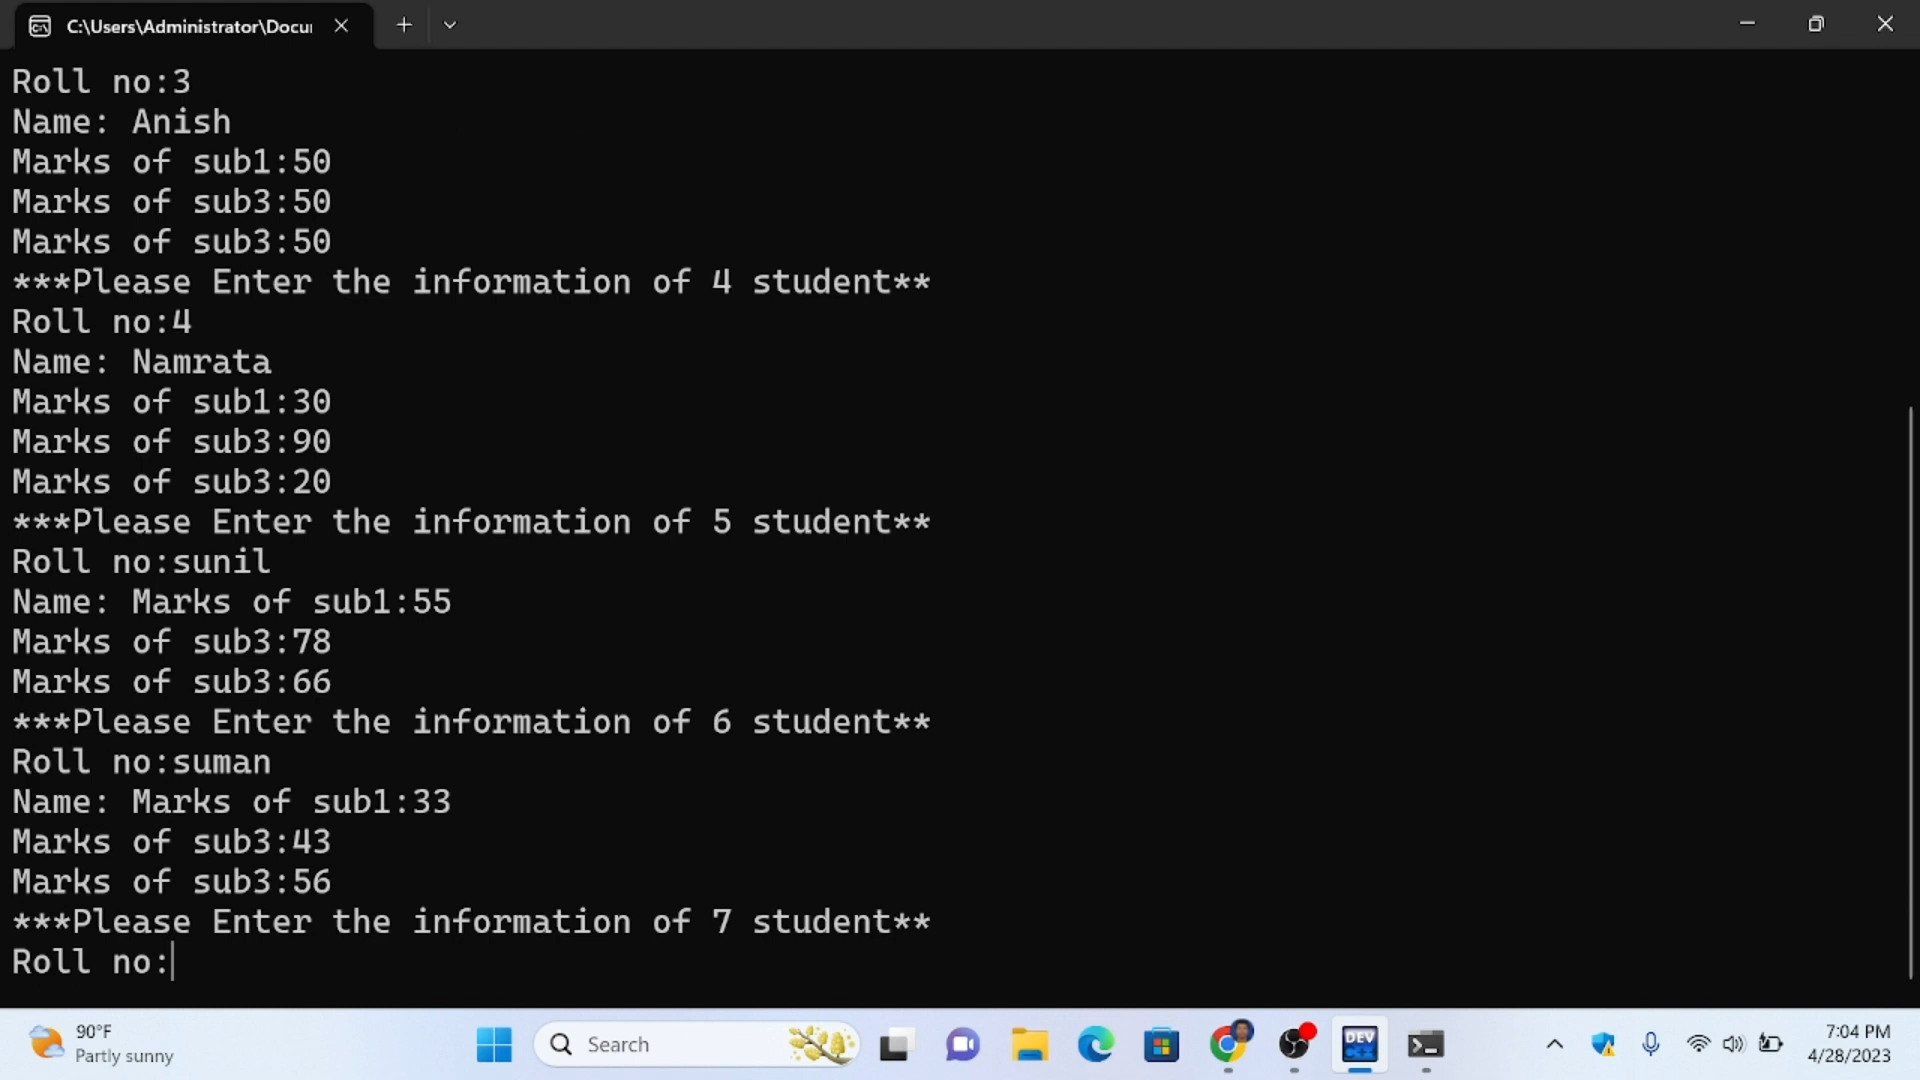 C:\Users\Administrator\Docu
Roll no:3
Name: Anish
Marks of sub1:50
Marks of sub3:50
Marks of sub3:50
***Please Enter the information of 4 student**
Roll no:4
Name: Namrata
Marks of sub1:30
Marks of sub3:90
Marks of sub3:20
***Please Enter the information of 5 student**
Roll no:sunil
Name: Marks of sub1:55
Marks of sub3:78
Marks of sub3:66
***Please Enter the information of 6 student**
Roll no:suman
Name: Marks of sub1:33
Marks of sub3:43
Marks of sub3:56
***Please Enter the information of 7 student**
Roll no:
90°F
Partly sunny
Search
DEV
C++
7:04 PM
4/28/2023